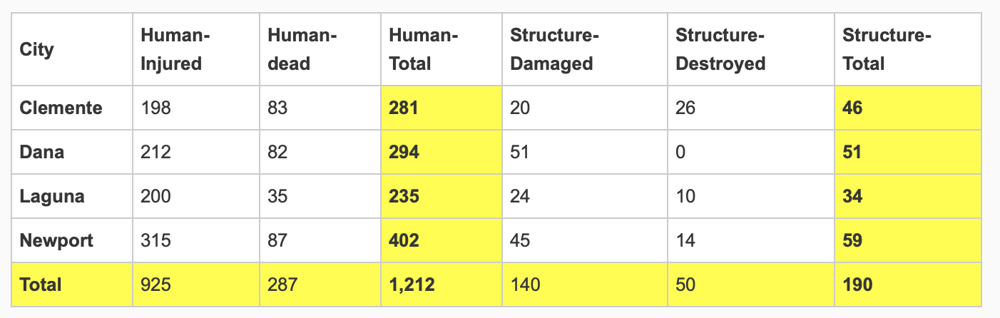 City Human-Injured Human-dead Human-Total Structure-Damaged Structure-Destroyed Structure-Total
Clemente 198 83 281 20 26 46
Dana 212 82 294 51 0 51
Laguna 200 35 235 24 10 34
Newport 315 87 402 45 14 59
Total 925 287 1,212 140 50 190